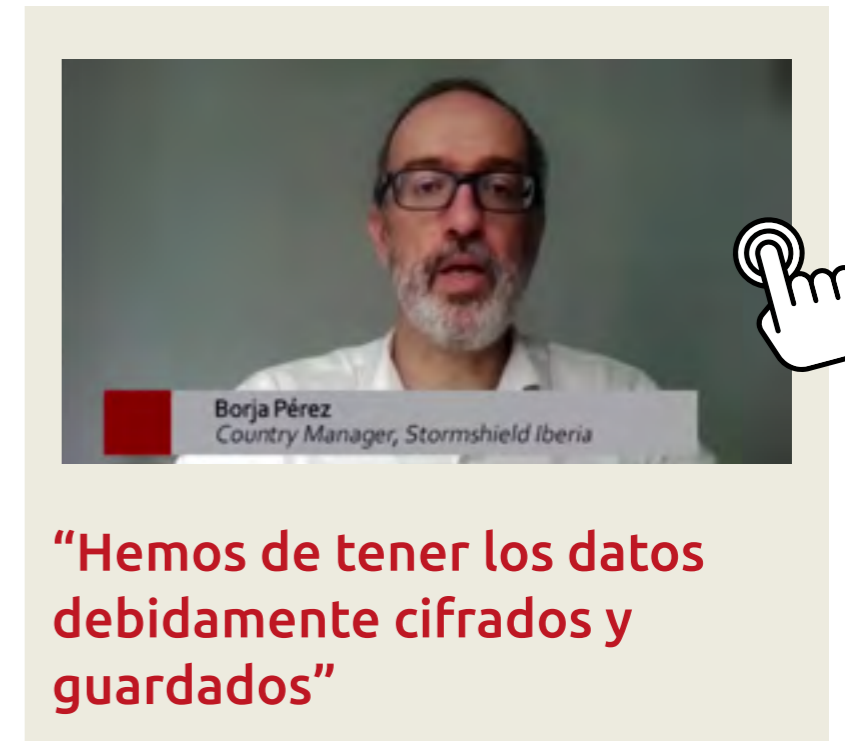 Borja Pérez
Country Manager, Stormshield Iberia
“Hemos de tener los datos
debidamente cifrados y
guardados”